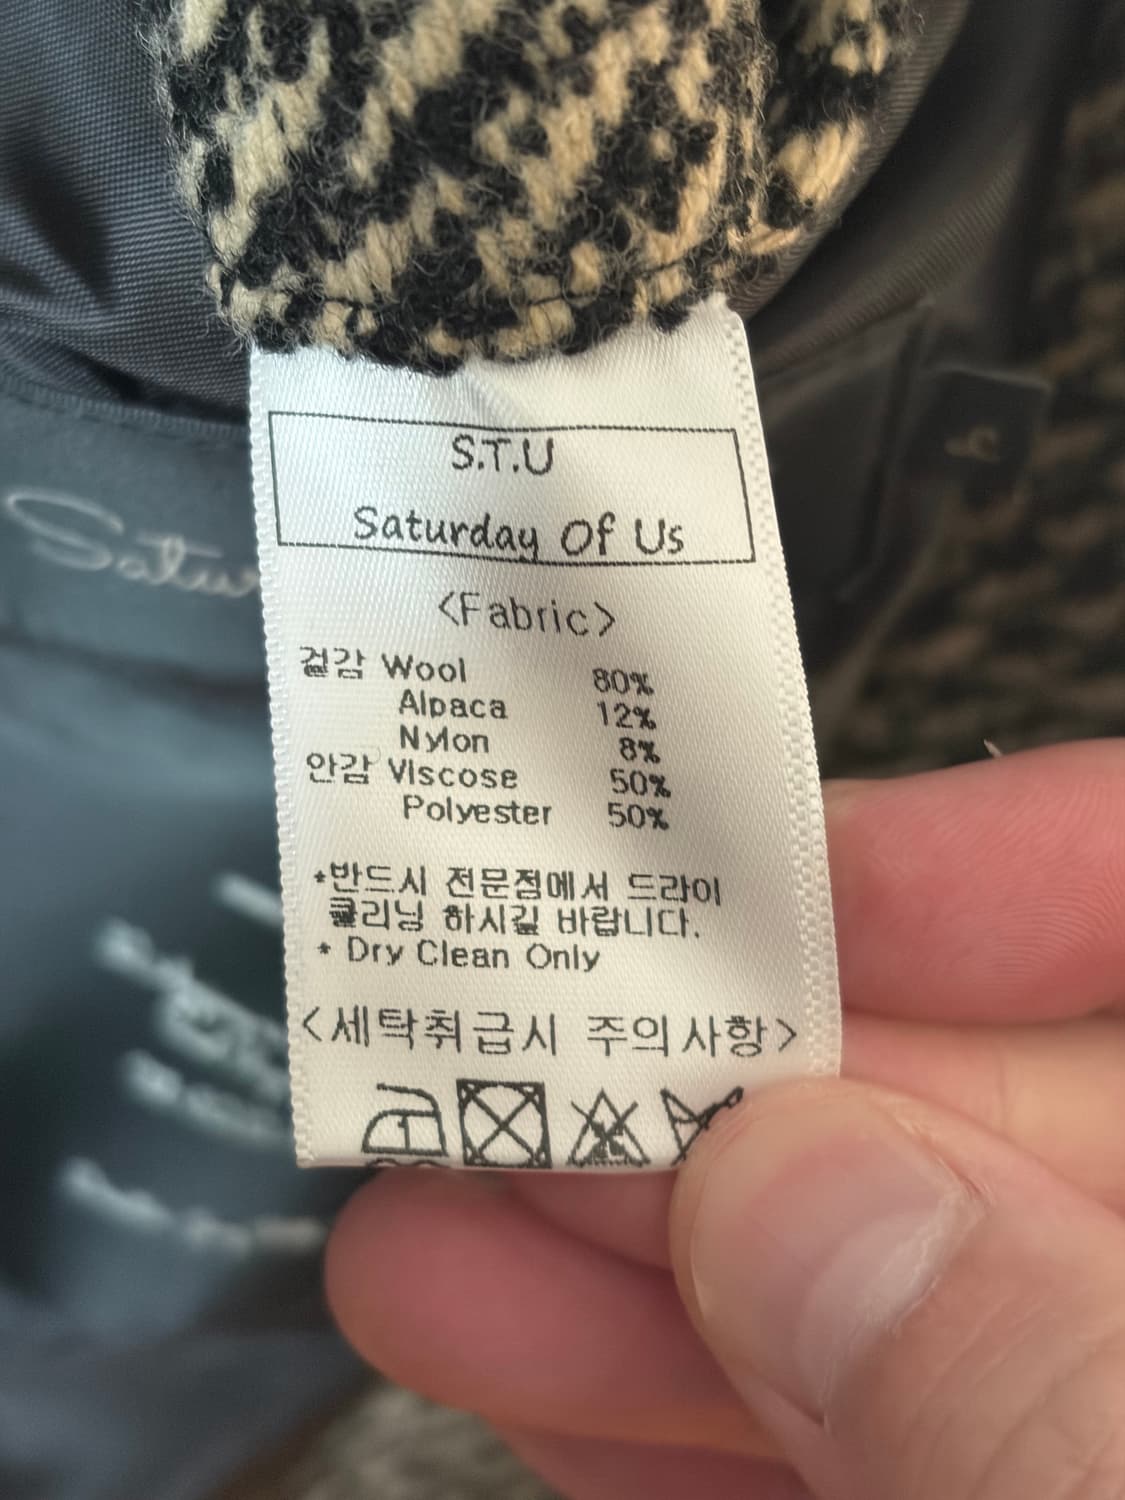 S.T.U
Saturday Of Us
<Fabric>
겉감 Wool 80%
Alpaca 12%
Nylon 8%
안감 Viscose 50%
Polyester 50%
*반드시 전문점에서 드라이
클리닝 하시길 바랍니다.
* Dry Clean Only
<세탁취급시 주의사항>
1